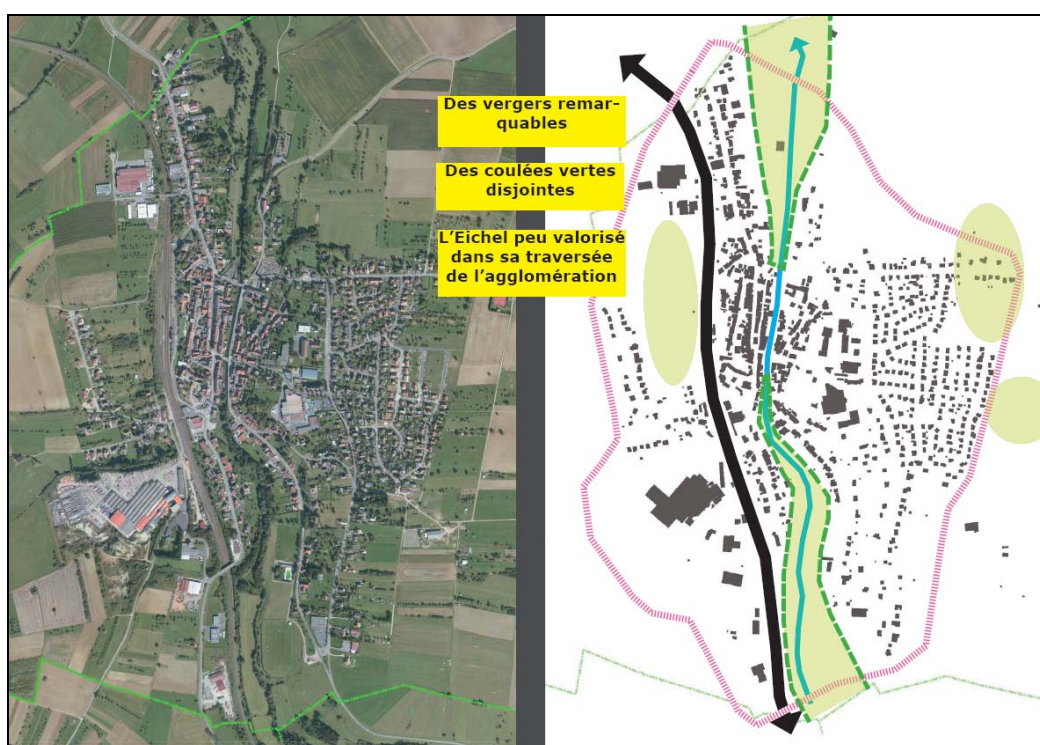 Des vergers remar-
quables
Des coulées vertes
disjointes
L'Eichel peu valorisé
dans sa traversée
de l'agglomération